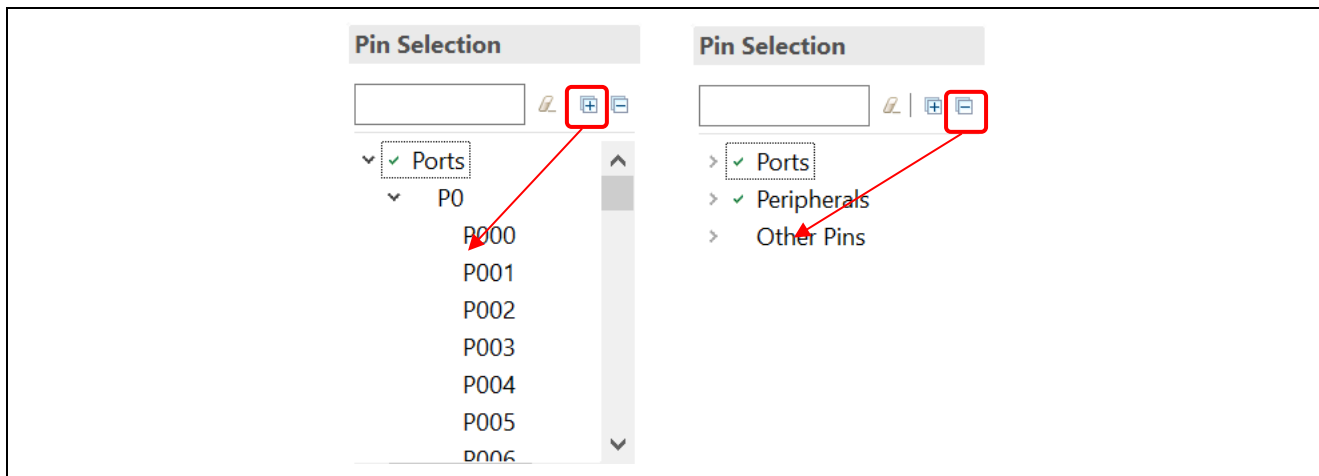 Pin Selection
Ports
P0
P000
P001
P002
P003
P004
P005
P006
Pin Selection
Ports
Peripherals
Other Pins